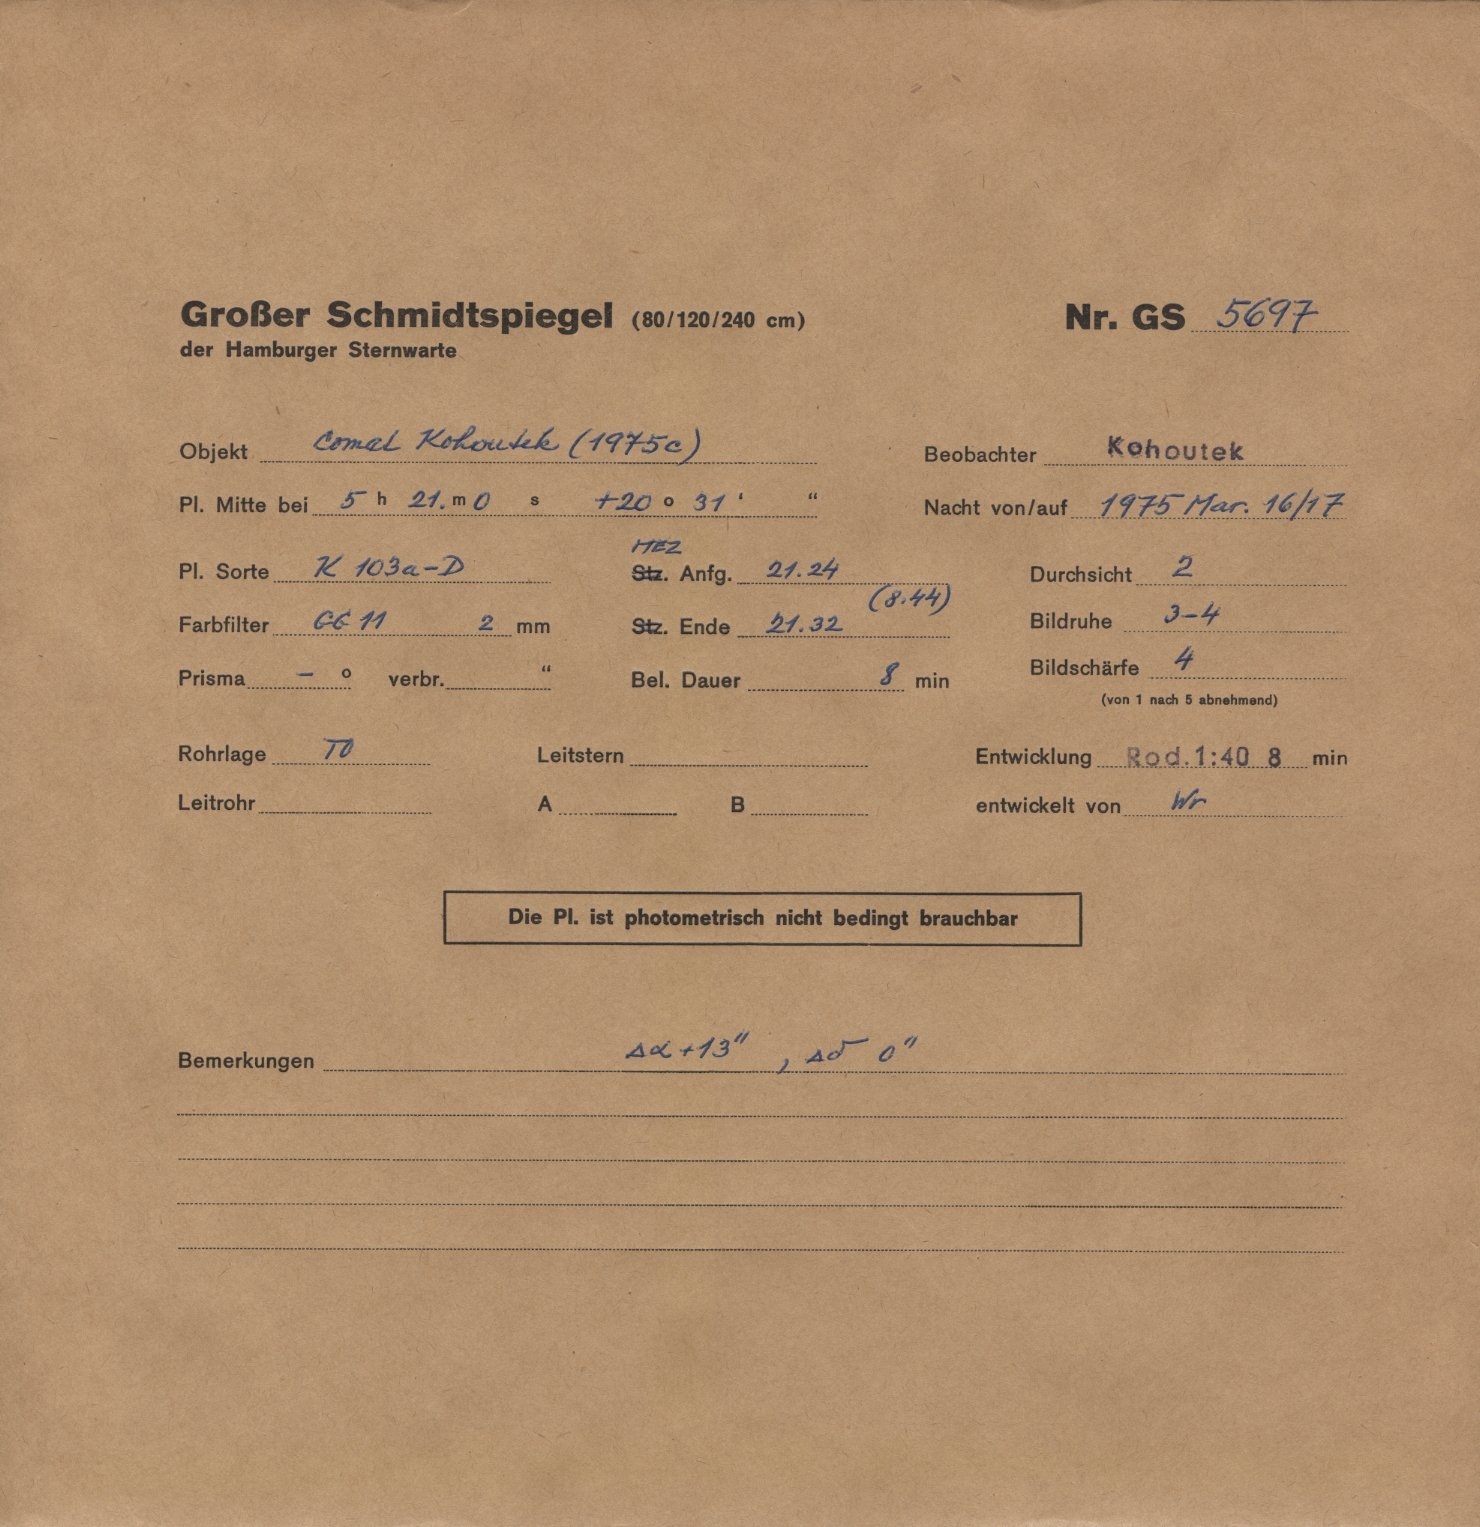 Großer Schmidtspiegel (80/120/240 cm) Nr. GS 5697
der Hamburger Sternwarte
Objekt Comet Kohoutek (1975c) Beobachter Kohoutek
Pl. Mitte bei 5 h 21. m 0 s +20 o 31 ' “ Nacht von/auf 1975 Mar. 16/17
MEZ
Pl. Sorte K 103a-D Stz. Anfg. 21.24 Durchsicht 2
(8.44)
Farbfilter GG 11 2 mm Stz. Ende 21.32 Bildruhe 3-4
Prisma – o verbr. “ Bel. Dauer 8 min Bildschärfe 4
(von 1 nach 5 abnehmend)
Rohrlage TO Leitstern Entwicklung Rod. 1:40 8 min
Leitrohr A B entwickelt von Wr
Die Pl. ist photometrisch nicht bedingt brauchbar
Bemerkungen Δα +13" , Δδ 0"